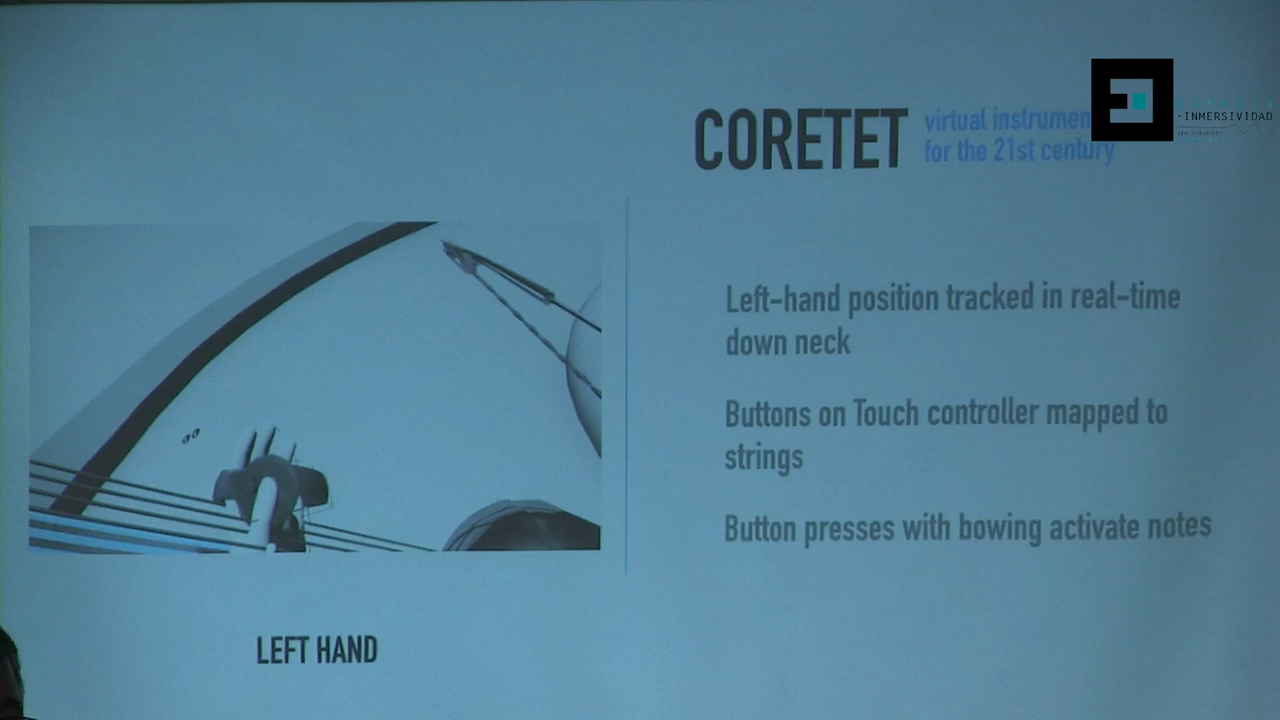 CORETET
virtual instrumen
for the 21st century
·INMERSIVIDAD
Left-hand position tracked in real-time
down neck
Buttons on Touch controller mapped to
strings
Button presses with bowing activate notes
LEFT HAND